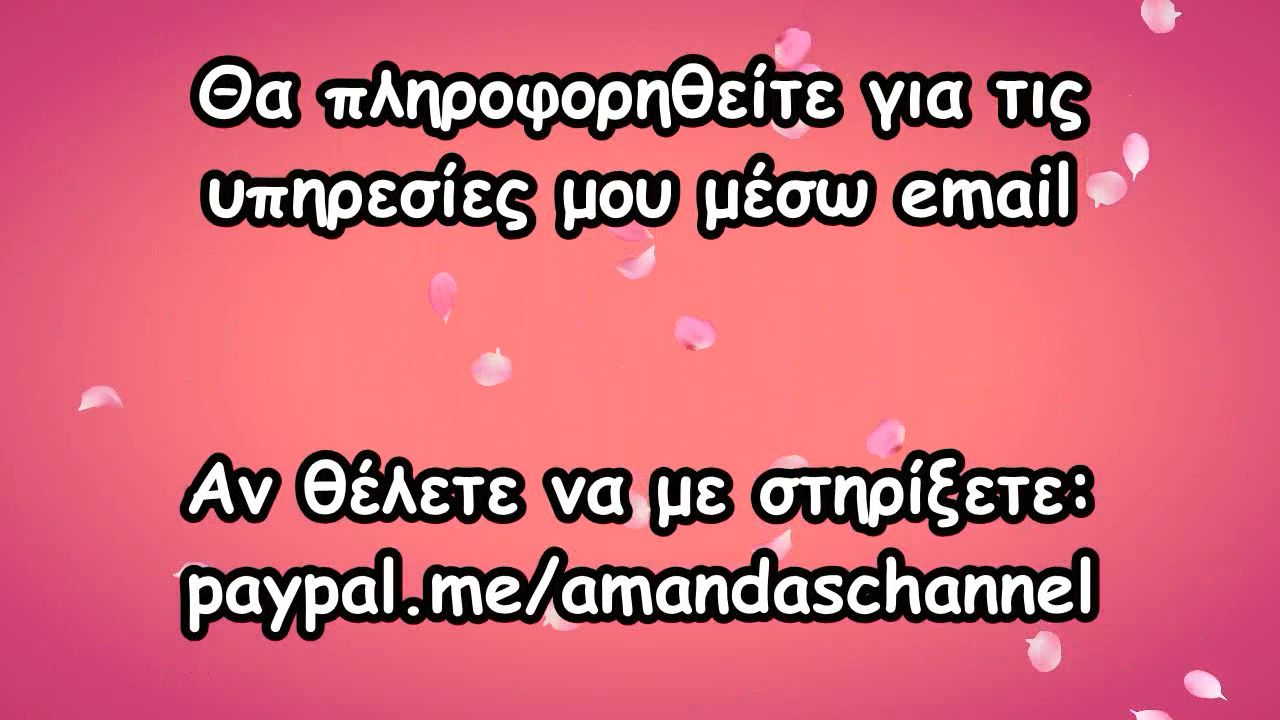 Θα πληροφορηθείτε για τις
υπηρεσίες μου μέσω email
Αν θέλετε να με στηρίξετε:
paypal.me/amandaschannel